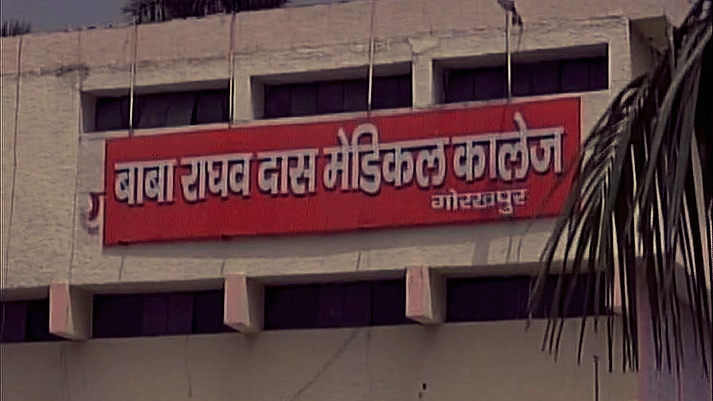 बाबा राघव दास मेडिकल कालेज
गोरखपुर